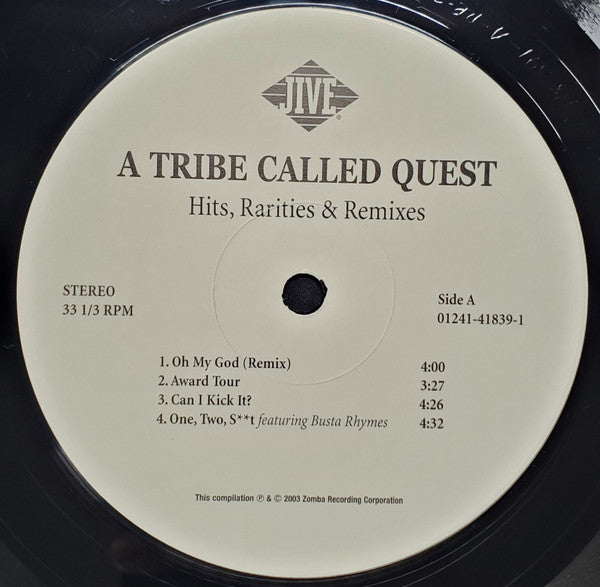 JIVE®
A TRIBE CALLED QUEST
Hits, Rarities & Remixes
STEREO
33 1/3 RPM
Side A
01241-41839-1
1. Oh My God (Remix) 4:00
2. Award Tour 3:27
3. Can I Kick It? 4:26
4. One, Two, S**t featuring Busta Rhymes 4:32
This compilation ℗ & © 2003 Zomba Recording Corporation